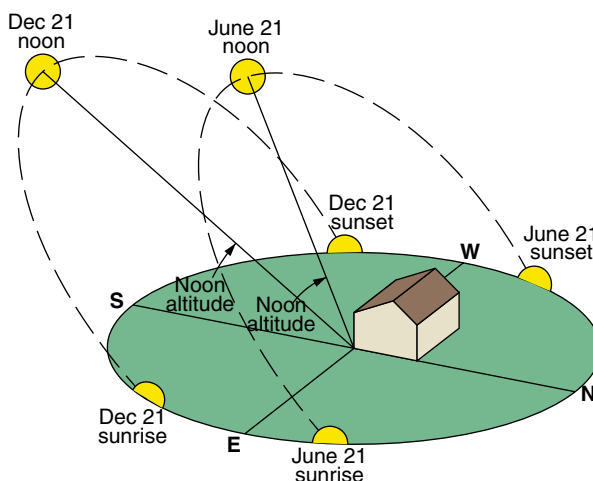 Dec 21
noon
June 21
noon
Dec 21
sunset
W
June 21
sunset
Noon
altitude
S
Noon
altitude
N
Dec 21
sunrise
E
June 21
sunrise